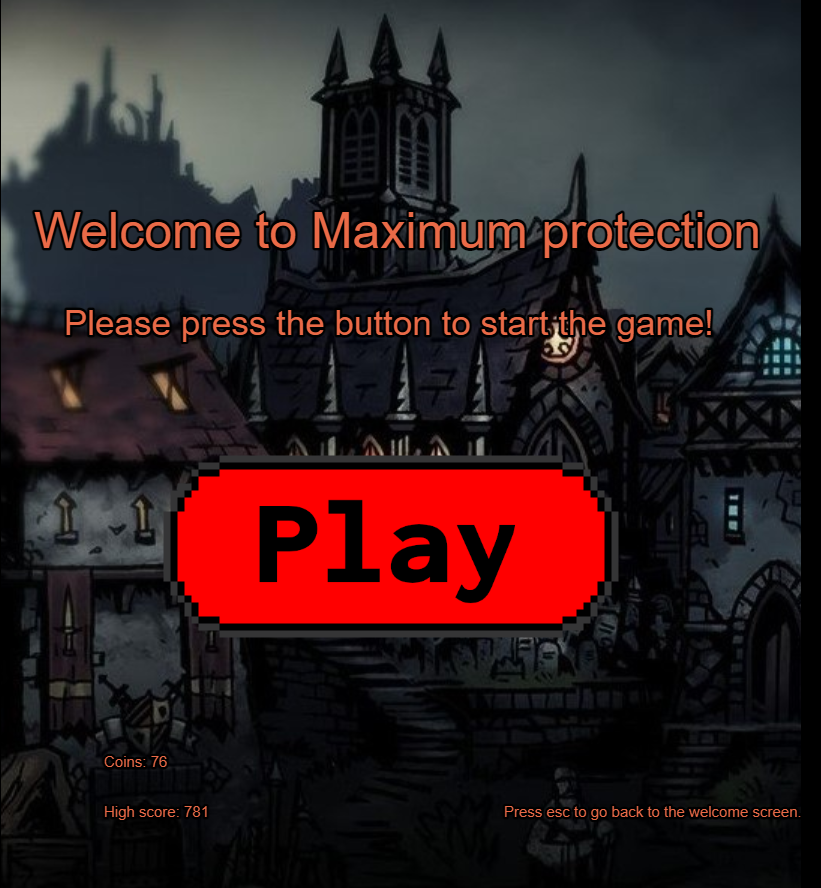 Welcome to Maximum protection
Please press the button to start the game!
Play
Coins: 76
High score: 781
Press esc to go back to the welcome screen.